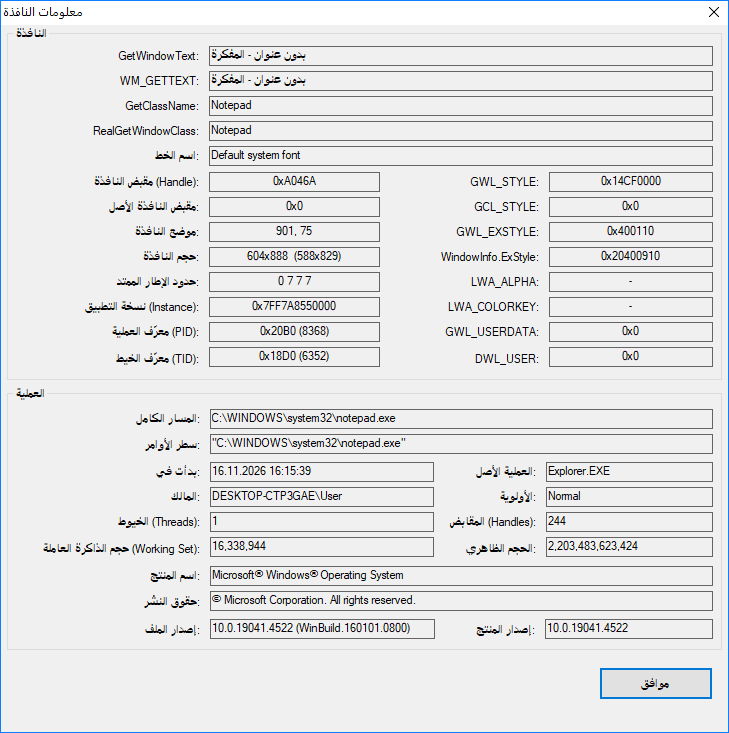 معلومات النافذة
النافذة
GetWindowText: بدون عنوان - المفكرة
WM_GETTEXT: بدون عنوان - المفكرة
GetClassName: Notepad
RealGetWindowClass: Notepad
اسم الخط: Default system font
مقبض النافذة (Handle): 0xA046A GWL_STYLE: 0x14CF0000
مقبض النافذة الأصل: 0x0 GCL_STYLE: 0x0
موضع النافذة: 901, 75 GWL_EXSTYLE: 0x400110
حجم النافذة: 604x888 (588x829) WindowInfo.ExStyle: 0x20400910
حدود الإطار الممتد: 0 7 7 7 LWA_ALPHA: -
نسخة التطبيق (Instance): 0x7FF7A8550000 LWA_COLORKEY: -
معرّف العملية (PID): 0x20B0 (8368) GWL_USERDATA: 0x0
معرّف الخيط (TID): 0x18D0 (6352) DWL_USER: 0x0
العملية
المسار الكامل: C:\WINDOWS\system32\notepad.exe
سطر الأوامر: "C:\WINDOWS\system32\notepad.exe"
بدأت في: 16.11.2026 16:15:39 العملية الأصل: Explorer.EXE
المالك: DESKTOP-CTP3GAE\User الأولوية: Normal
الخيوط (Threads): 1 المقابض (Handles): 244
حجم الذاكرة العاملة (Working Set): 16,338,944 الحجم الظاهري: 2,203,483,623,424
اسم المنتج: Microsoft® Windows® Operating System
حقوق النشر: © Microsoft Corporation. All rights reserved.
إصدار الملف: 10.0.19041.4522 (WinBuild.160101.0800) إصدار المنتج: 10.0.19041.4522
موافق